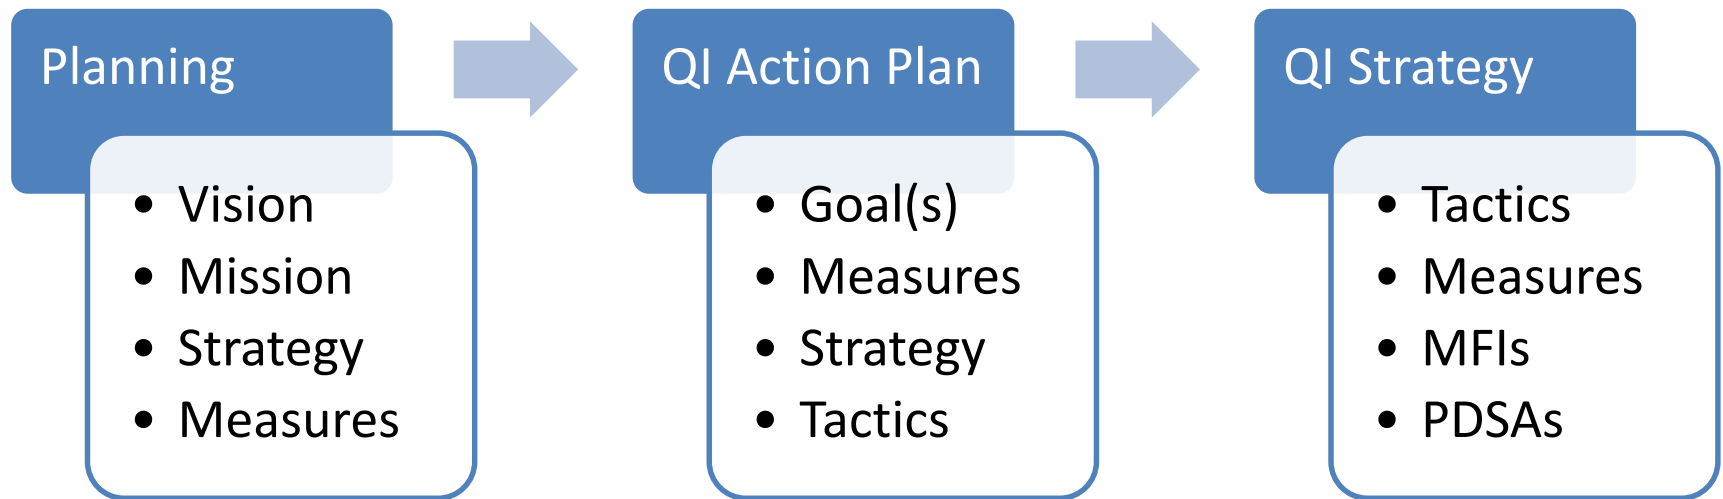 Planning
• Vision
• Mission
• Strategy
• Measures
QI Action Plan
• Goal(s)
• Measures
• Strategy
• Tactics
QI Strategy
• Tactics
• Measures
• MFIs
• PDSAs